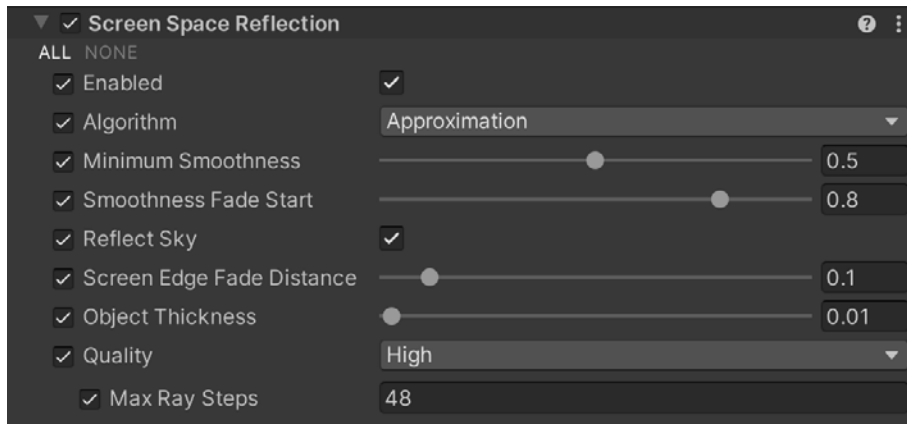 Screen Space Reflection
ALL NONE
Enabled
Algorithm Approximation
Minimum Smoothness 0.5
Smoothness Fade Start 0.8
Reflect Sky
Screen Edge Fade Distance 0.1
Object Thickness 0.01
Quality High
Max Ray Steps 48